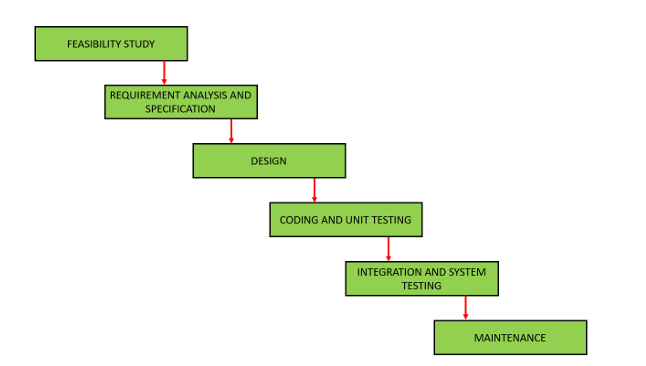 FEASIBILITY STUDY
REQUIREMENT ANALYSIS AND
SPECIFICATION
DESIGN
CODING AND UNIT TESTING
INTEGRATION AND SYSTEM
TESTING
MAINTENANCE